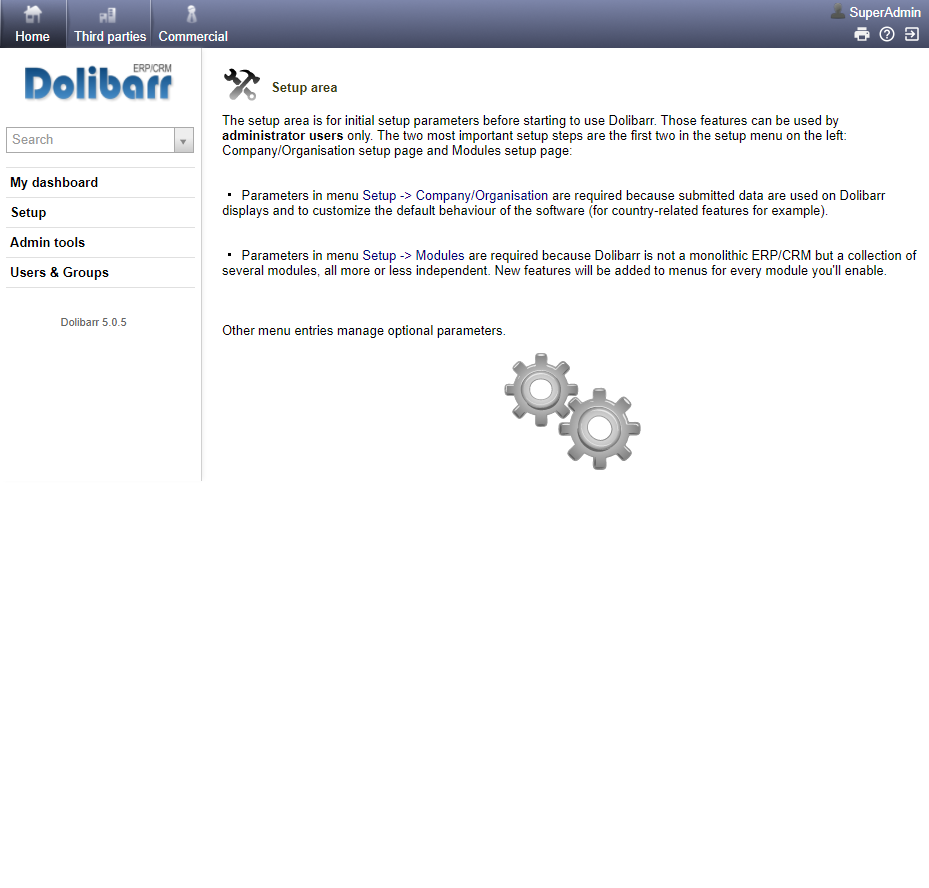 SuperAdmin
Home
Third parties
Commercial
Dolibarr ERP/CRM
Search
My dashboard
Setup
Admin tools
Users & Groups
Dolibarr 5.0.5
Setup area
The setup area is for initial setup parameters before starting to use Dolibarr. Those features can be used by
administrator users only. The two most important setup steps are the first two in the setup menu on the left:
Company/Organisation setup page and Modules setup page:
· Parameters in menu Setup -> Company/Organisation are required because submitted data are used on Dolibarr
displays and to customize the default behaviour of the software (for country-related features for example).
· Parameters in menu Setup -> Modules are required because Dolibarr is not a monolithic ERP/CRM but a collection of
several modules, all more or less independent. New features will be added to menus for every module you'll enable.
Other menu entries manage optional parameters.